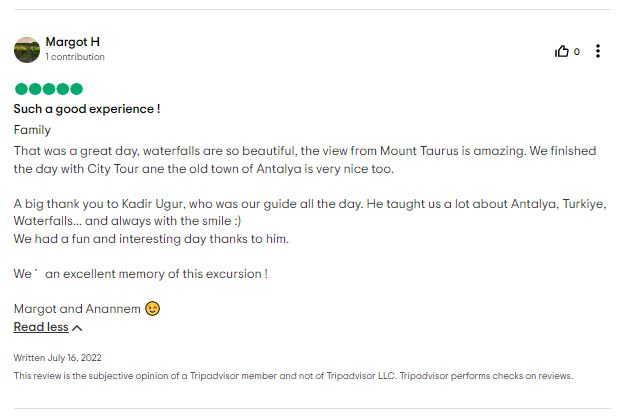 Margot H
1 contribution
0
Such a good experience !
Family
That was a great day, waterfalls are so beautiful, the view from Mount Taurus is amazing. We finished
the day with City Tour ane the old town of Antalya is very nice too.
A big thank you to Kadir Ugur, who was our guide all the day. He taught us a lot about Antalya, Turkiye,
Waterfalls... and always with the smile :)
We had a fun and interesting day thanks to him.
We´ an excellent memory of this excursion !
Margot and Anannem 😉
Read less
Written July 16, 2022
This review is the subjective opinion of a Tripadvisor member and not of Tripadvisor LLC. Tripadvisor performs checks on reviews.